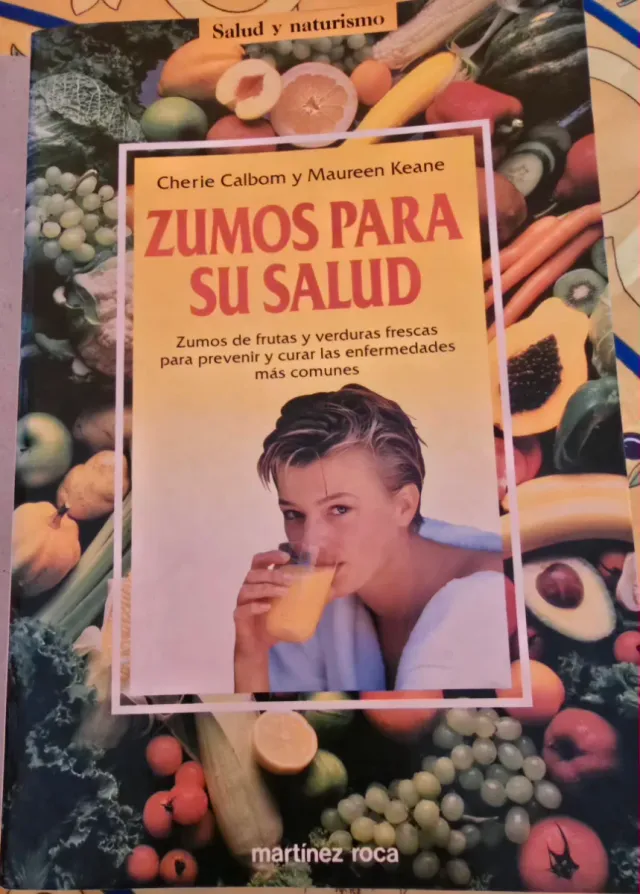 Salud y naturismo
Cherie Calbom y Maureen Keane
ZUMOS PARA
SU SALUD
Zumos de frutas y verduras frescas
para prevenir y curar las enfermedades
más comunes
martínez roca